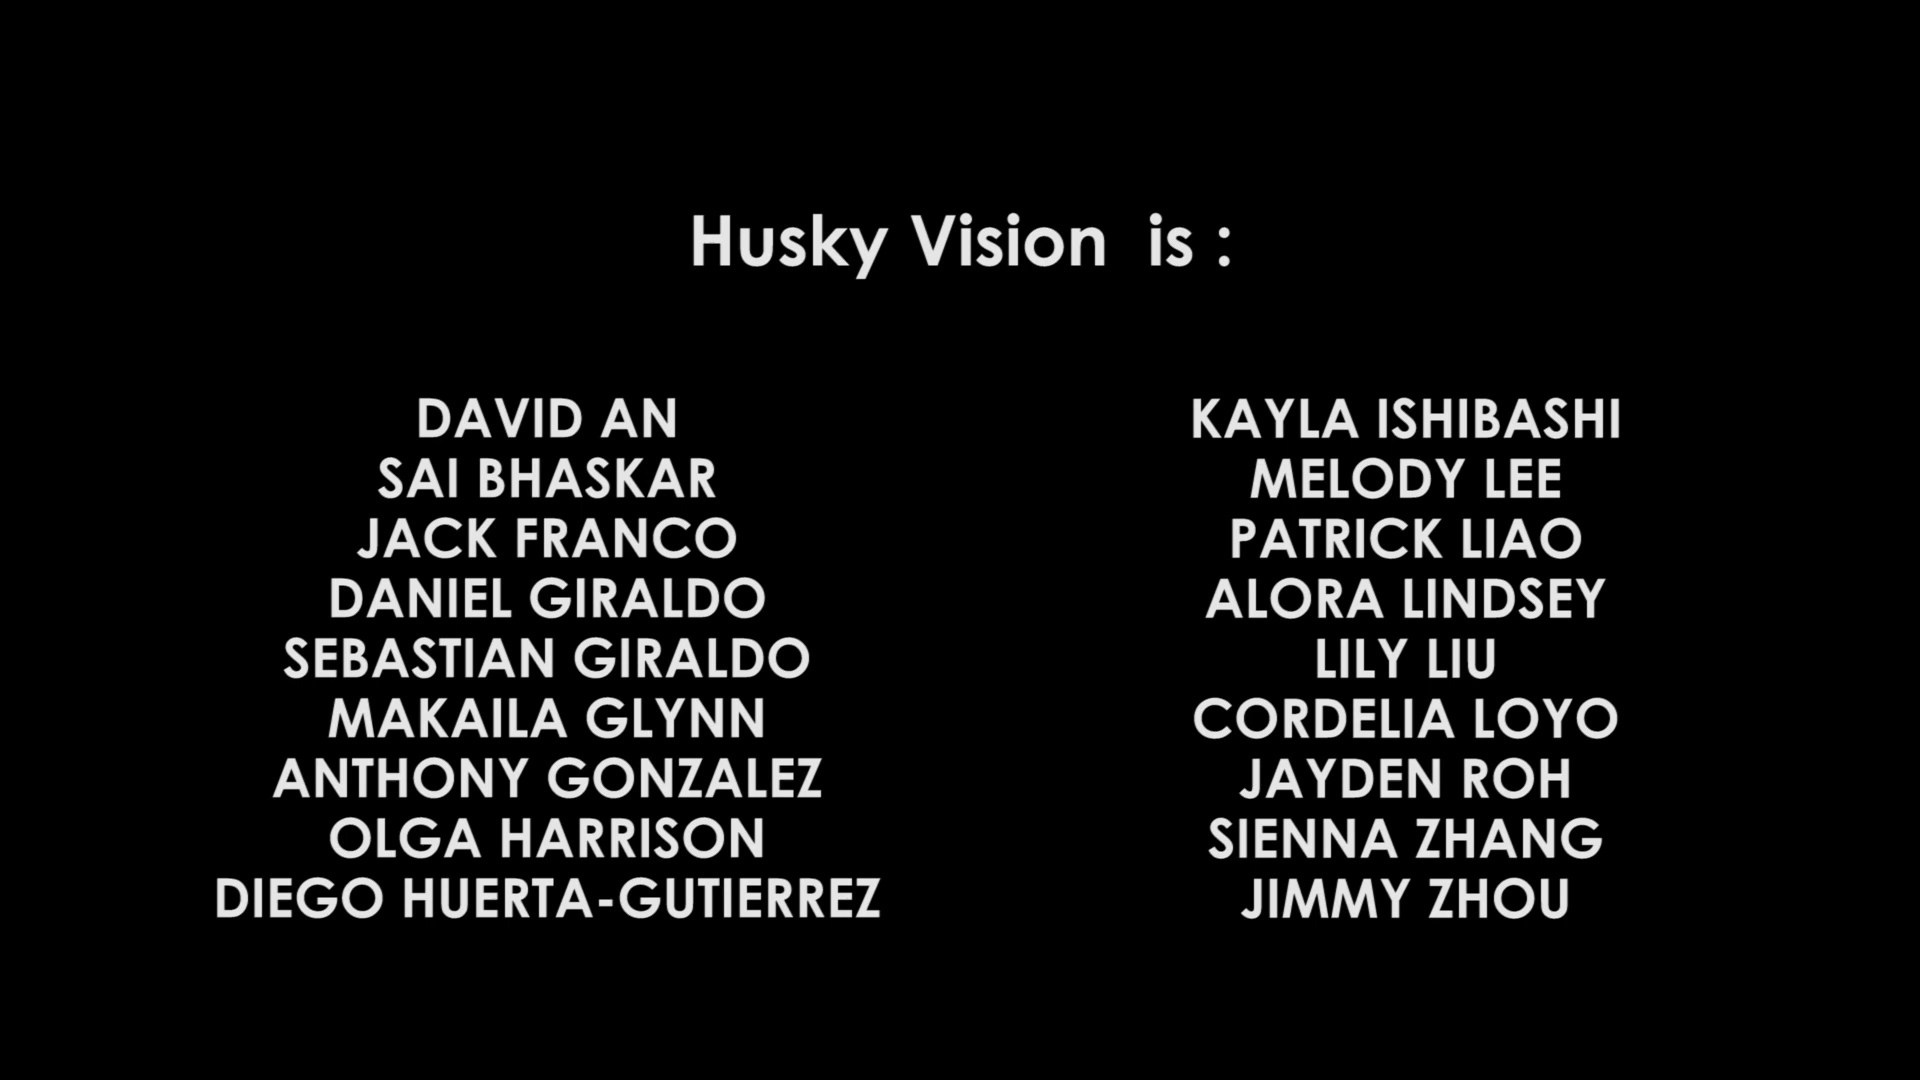 Husky Vision  is :
DAVID AN
SAI BHASKAR
JACK FRANCO
DANIEL GIRALDO
SEBASTIAN GIRALDO
MAKAILA GLYNN
ANTHONY GONZALEZ
OLGA HARRISON
DIEGO HUERTA-GUTIERREZ
KAYLA ISHIBASHI
MELODY LEE
PATRICK LIAO
ALORA LINDSEY
LILY LIU
CORDELIA LOYO
JAYDEN ROH
SIENNA ZHANG
JIMMY ZHOU